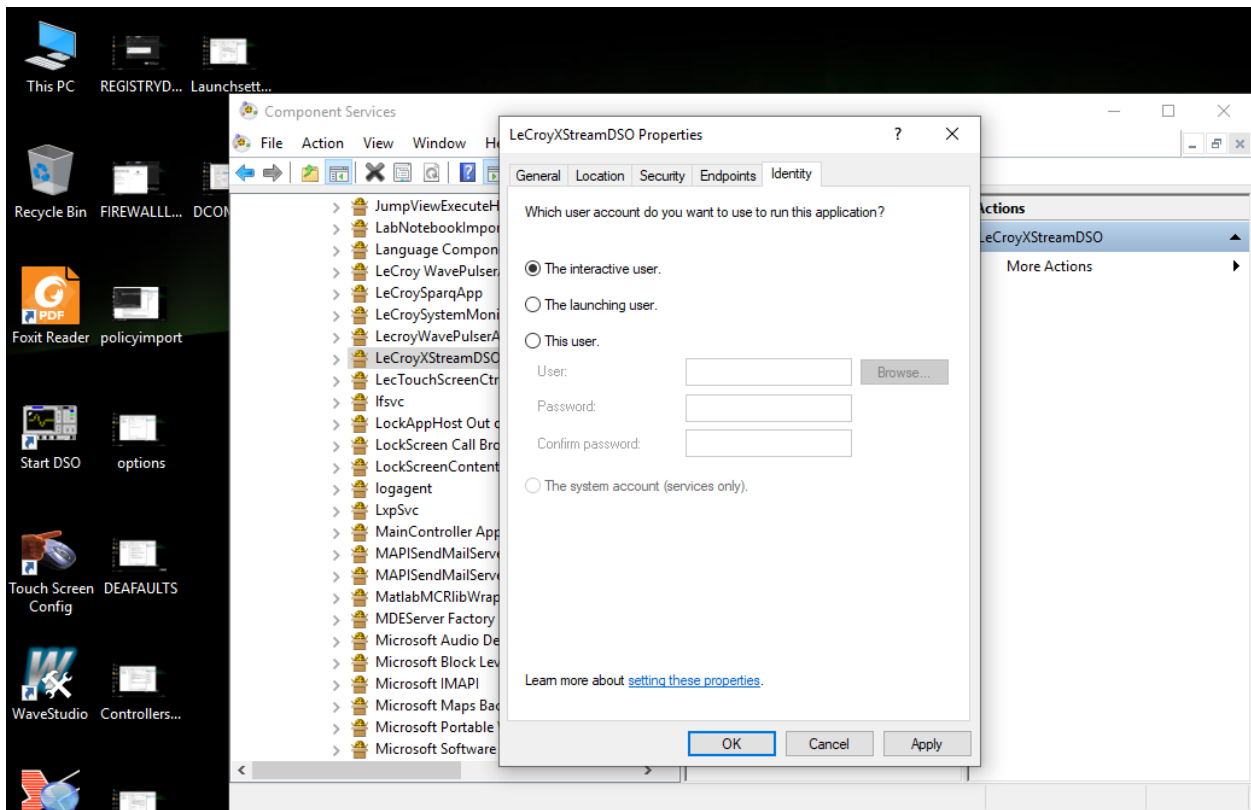 This PC
REGISTRYD...
Launchsett...
Recycle Bin
FIREWALLL...
DCOM
PDF
Foxit Reader
policyimport
Start DSO
options
Touch Screen
Config
DEAFAULTS
WaveStudio
Controllers...
Component Services
File Action View Window He
JumpViewExecuteH
LabNotebookImpor
Language Compon
LeCroy WavePulser
LeCroySparqApp
LeCroySystemMoni
LecroyWavePulserA
LeCroyXStreamDSO
LecTouchScreenCtr
lfsvc
LockAppHost Out o
LockScreen Call Bro
LockScreenContent
logagent
LxpSvc
MainController App
MAPISendMailServe
MAPISendMailServe
MatlabMCRlibWrap
MDEServer Factory
Microsoft Audio De
Microsoft Block Lev
Microsoft IMAPI
Microsoft Maps Bac
Microsoft Portable
Microsoft Software
LeCroyXStreamDSO Properties
General Location Security Endpoints Identity
Which user account do you want to use to run this application?
The interactive user.
The launching user.
This user.
User:
Browse...
Password:
Confirm password:
The system account (services only).
Learn more about setting these properties.
OK Cancel Apply
Actions
LeCroyXStreamDSO
More Actions